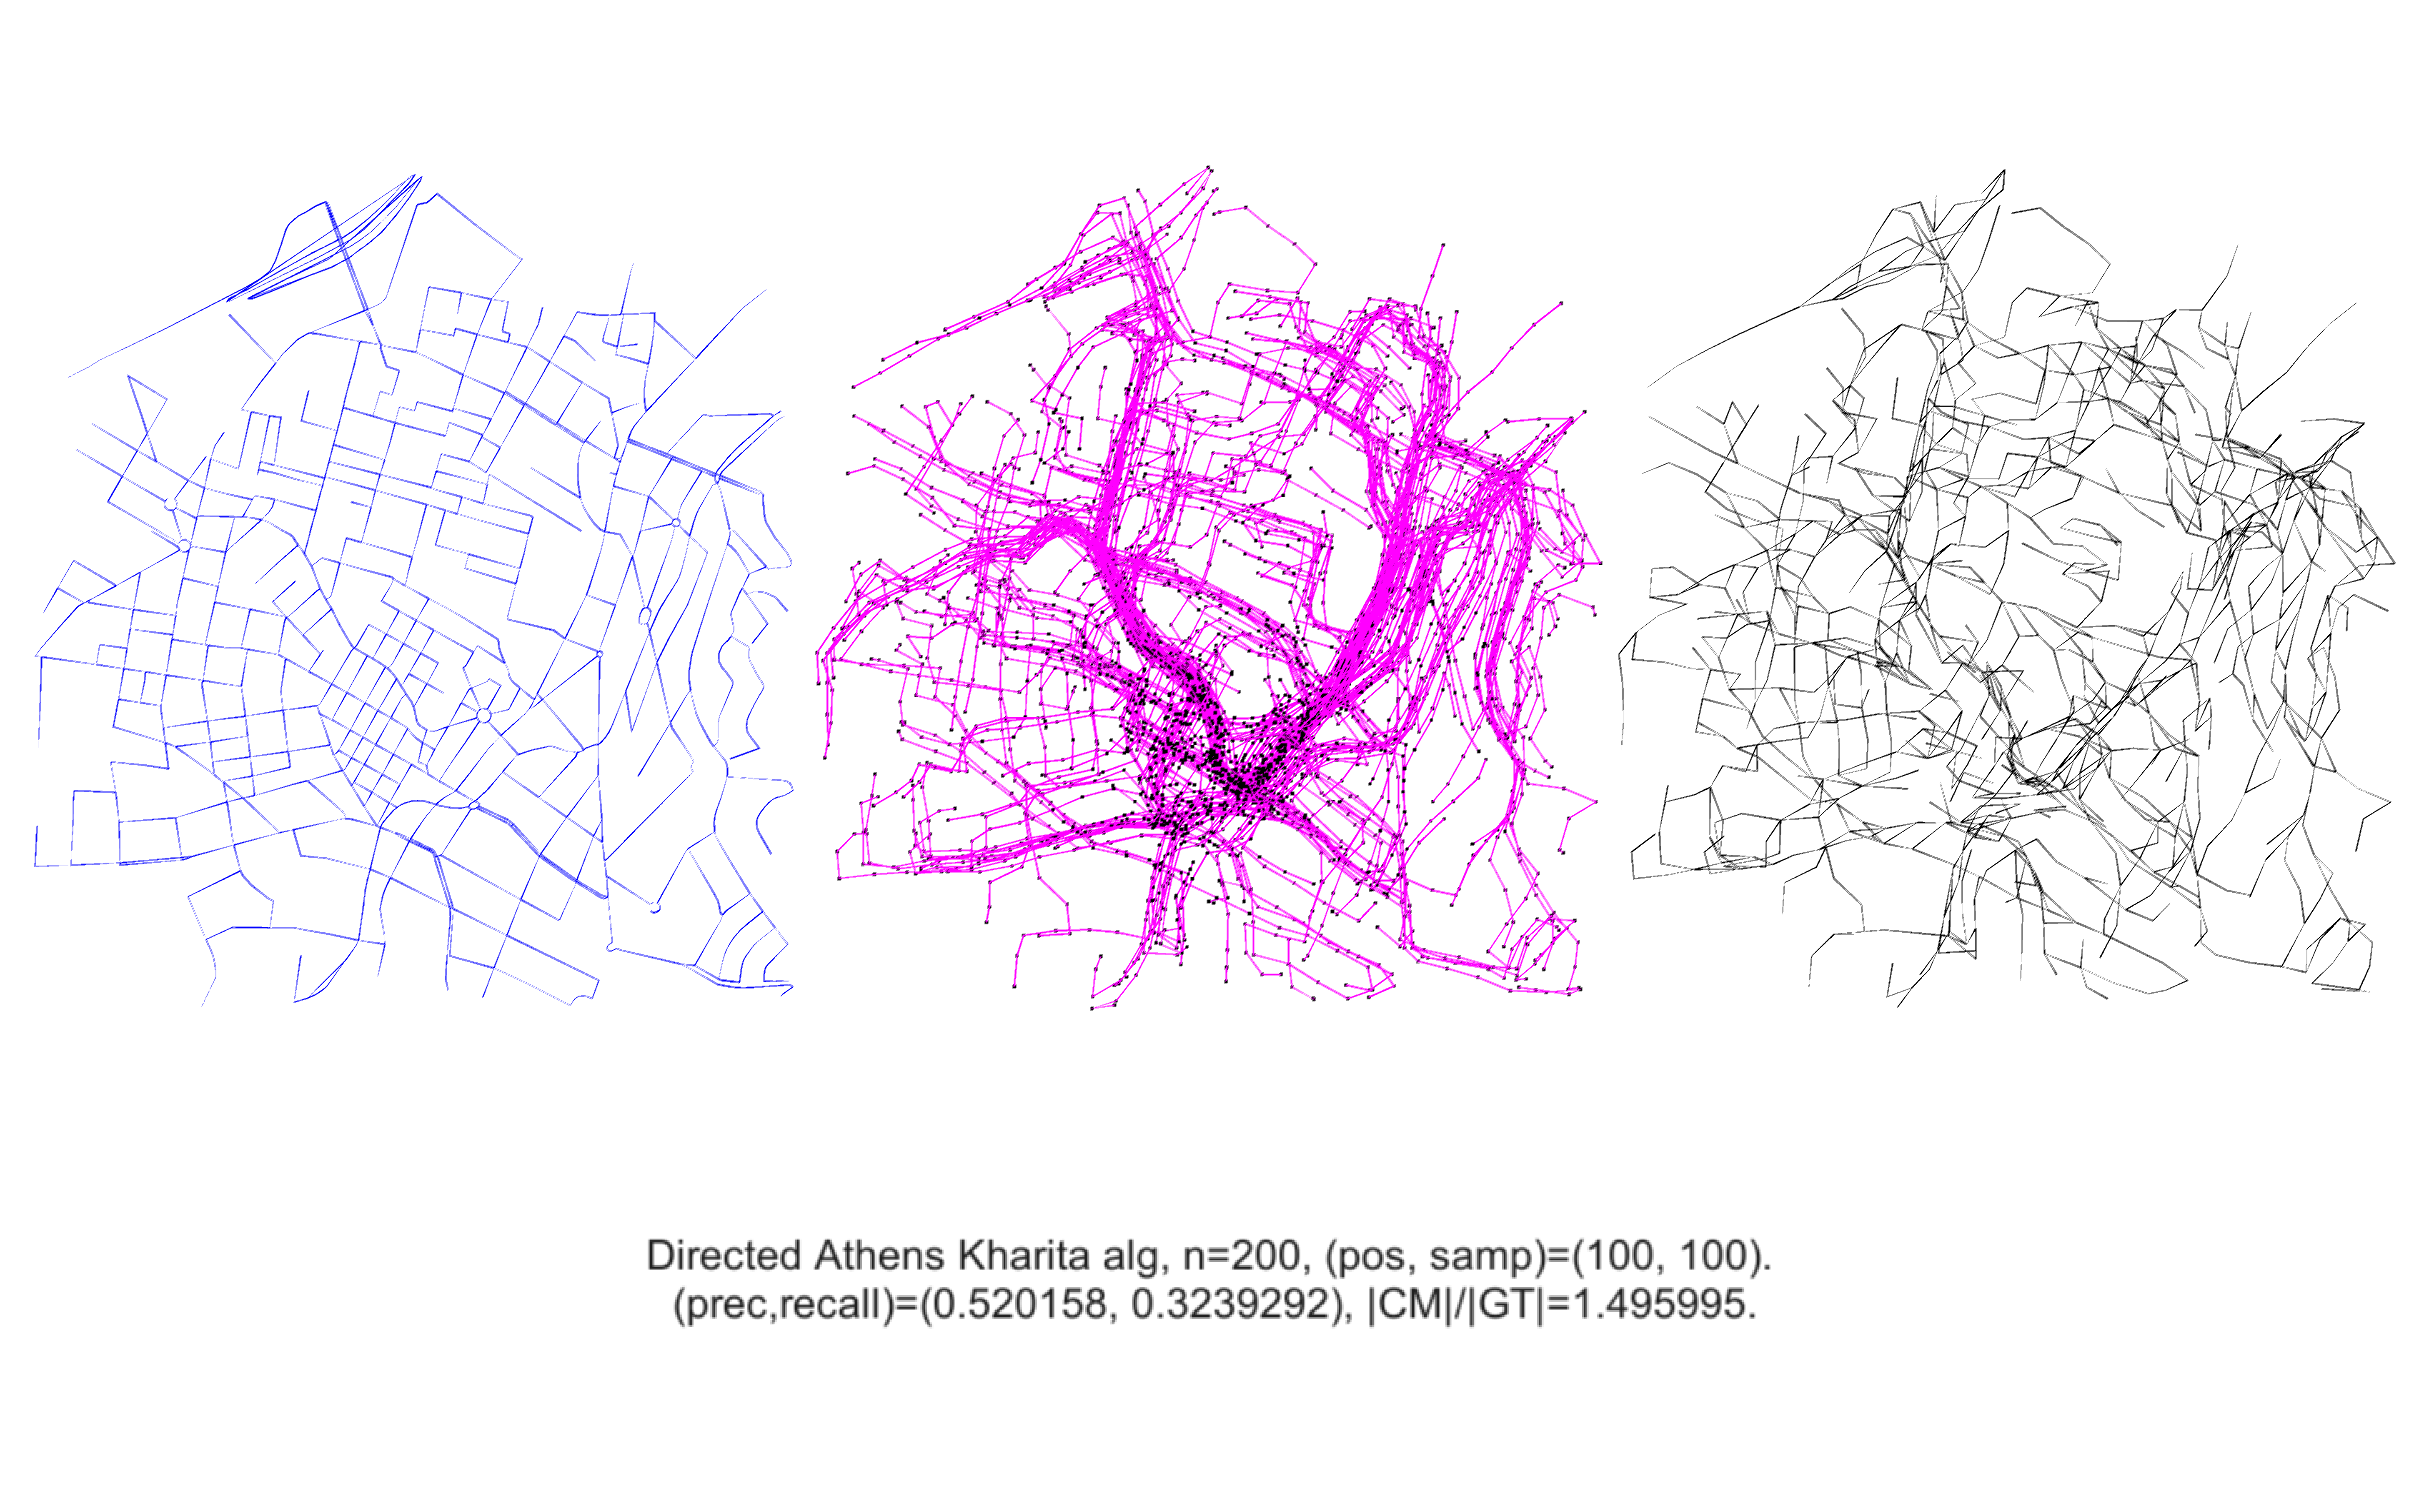 Directed Athens Kharita alg, n=200, (pos, samp)=(100, 100).
(prec,recall)=(0.520158, 0.3239292), |CM|/|GT|=1.495995.